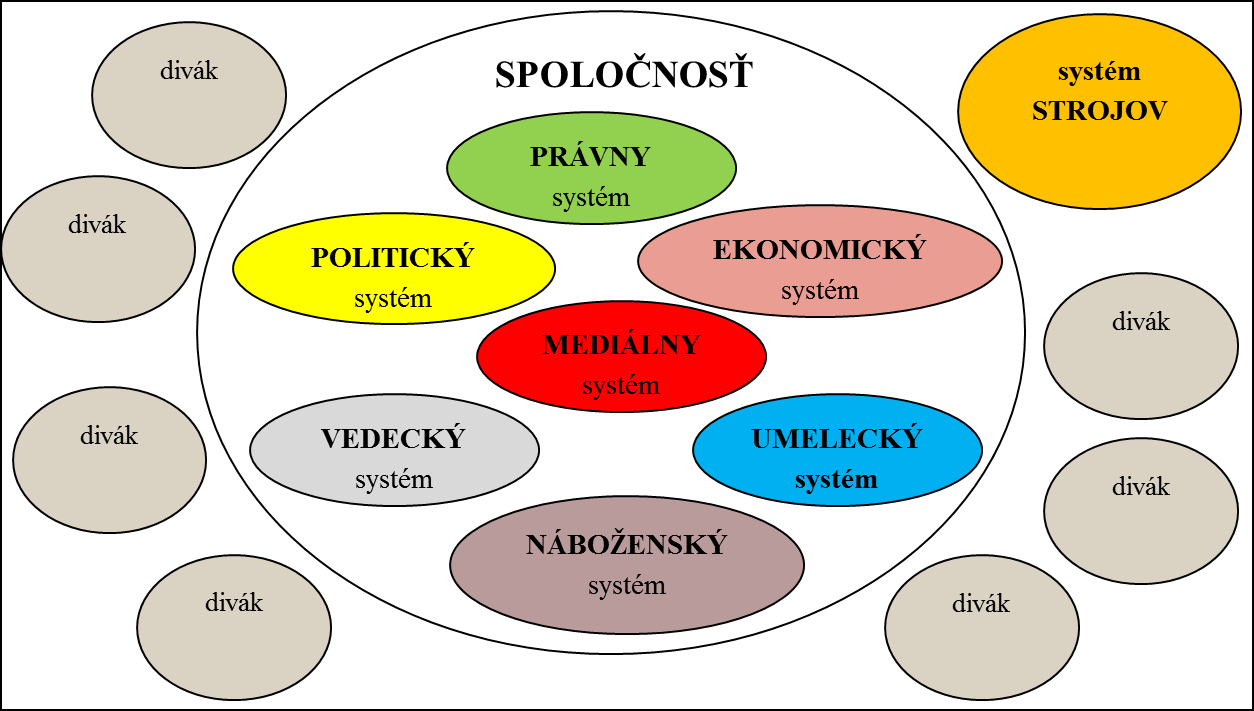 SPOLOČNOSŤ
PRÁVNY
systém
POLITICKÝ
systém
EKONOMICKÝ
systém
MEDIÁLNY
systém
VEDECKÝ
systém
UMELECKÝ
systém
NÁBOŽENSKÝ
systém
systém
STROJOV
divák
divák
divák
divák
divák
divák
divák